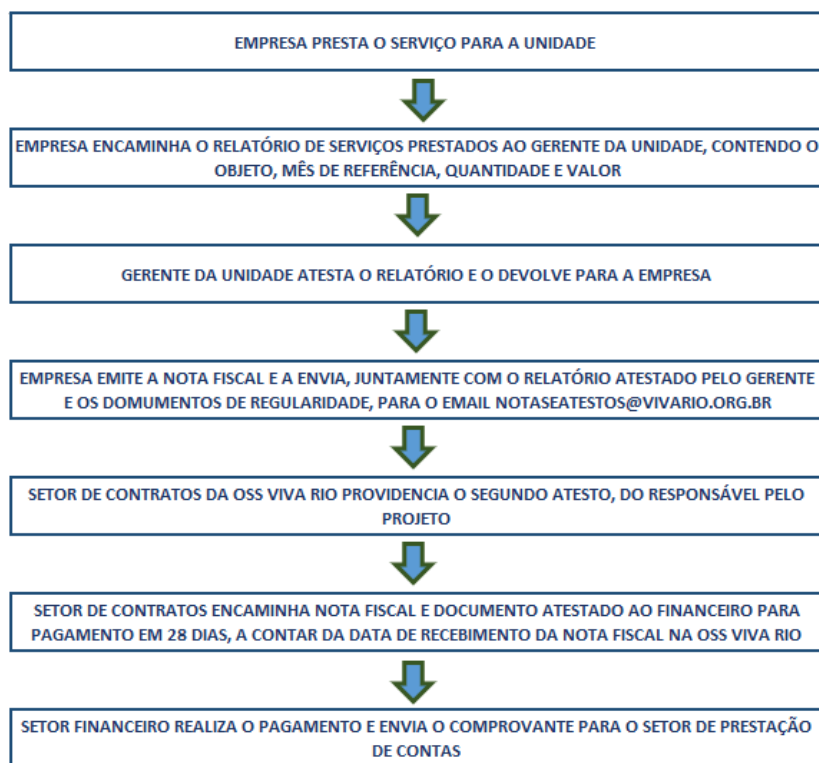 EMPRESA PRESTA O SERVIÇO PARA A UNIDADE
EMPRESA ENCAMINHA O RELATÓRIO DE SERVIÇOS PRESTADOS AO GERENTE DA UNIDADE, CONTENDO O
OBJETO, MÊS DE REFERÊNCIA, QUANTIDADE E VALOR
GERENTE DA UNIDADE ATESTA O RELATÓRIO E O DEVOLVE PARA A EMPRESA
EMPRESA EMITE A NOTA FISCAL E A ENVIA, JUNTAMENTE COM O RELATÓRIO ATESTADO PELO GERENTE
E OS DOMUMENTOS DE REGULARIDADE, PARA O EMAIL NOTASEATESTOS@VIVARIO.ORG.BR
SETOR DE CONTRATOS DA OSS VIVA RIO PROVIDENCIA O SEGUNDO ATESTO, DO RESPONSÁVEL PELO
PROJETO
SETOR DE CONTRATOS ENCAMINHA NOTA FISCAL E DOCUMENTO ATESTADO AO FINANCEIRO PARA
PAGAMENTO EM 28 DIAS, A CONTAR DA DATA DE RECEBIMENTO DA NOTA FISCAL NA OSS VIVA RIO
SETOR FINANCEIRO REALIZA O PAGAMENTO E ENVIA O COMPROVANTE PARA O SETOR DE PRESTAÇÃO
DE CONTAS